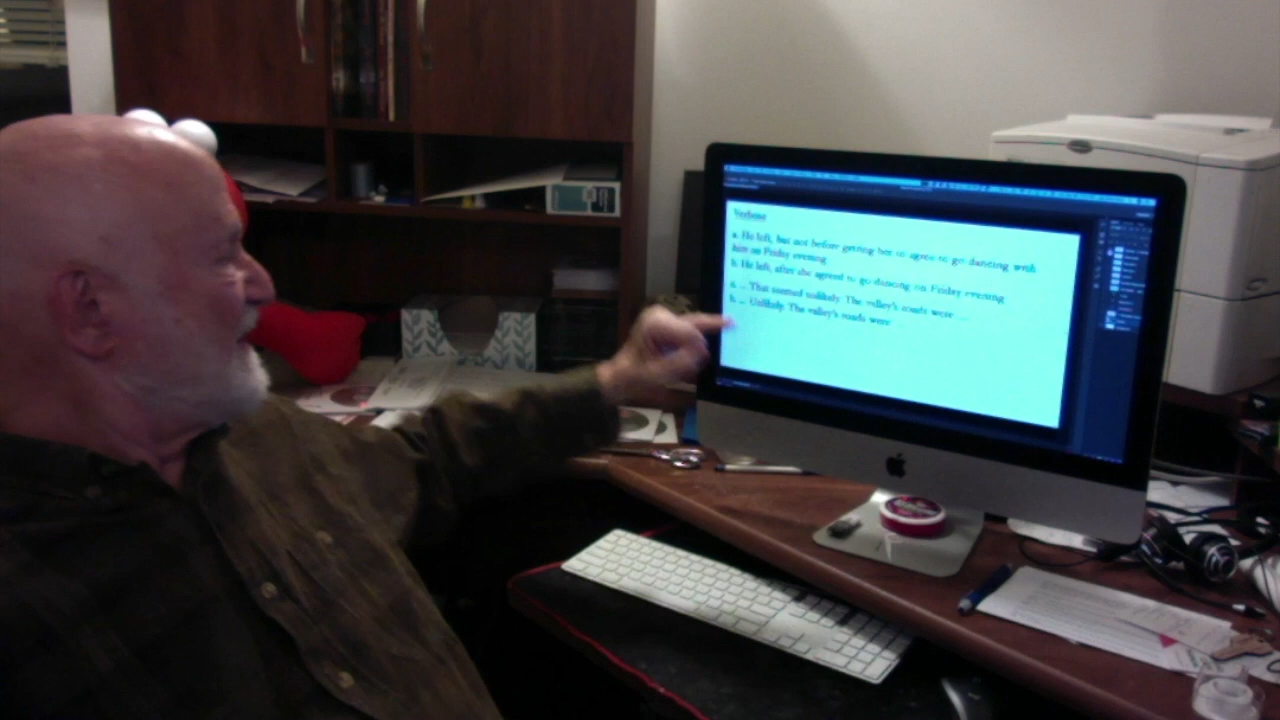 Verbose
a. He left, but not before getting her to agree to go dancing with
him on Friday evening
b. He left, after she agreed to go dancing on Friday evening
a. ... That seemed unlikely. The valley's roads were ...
b. ... Unlikely. The valley's roads were